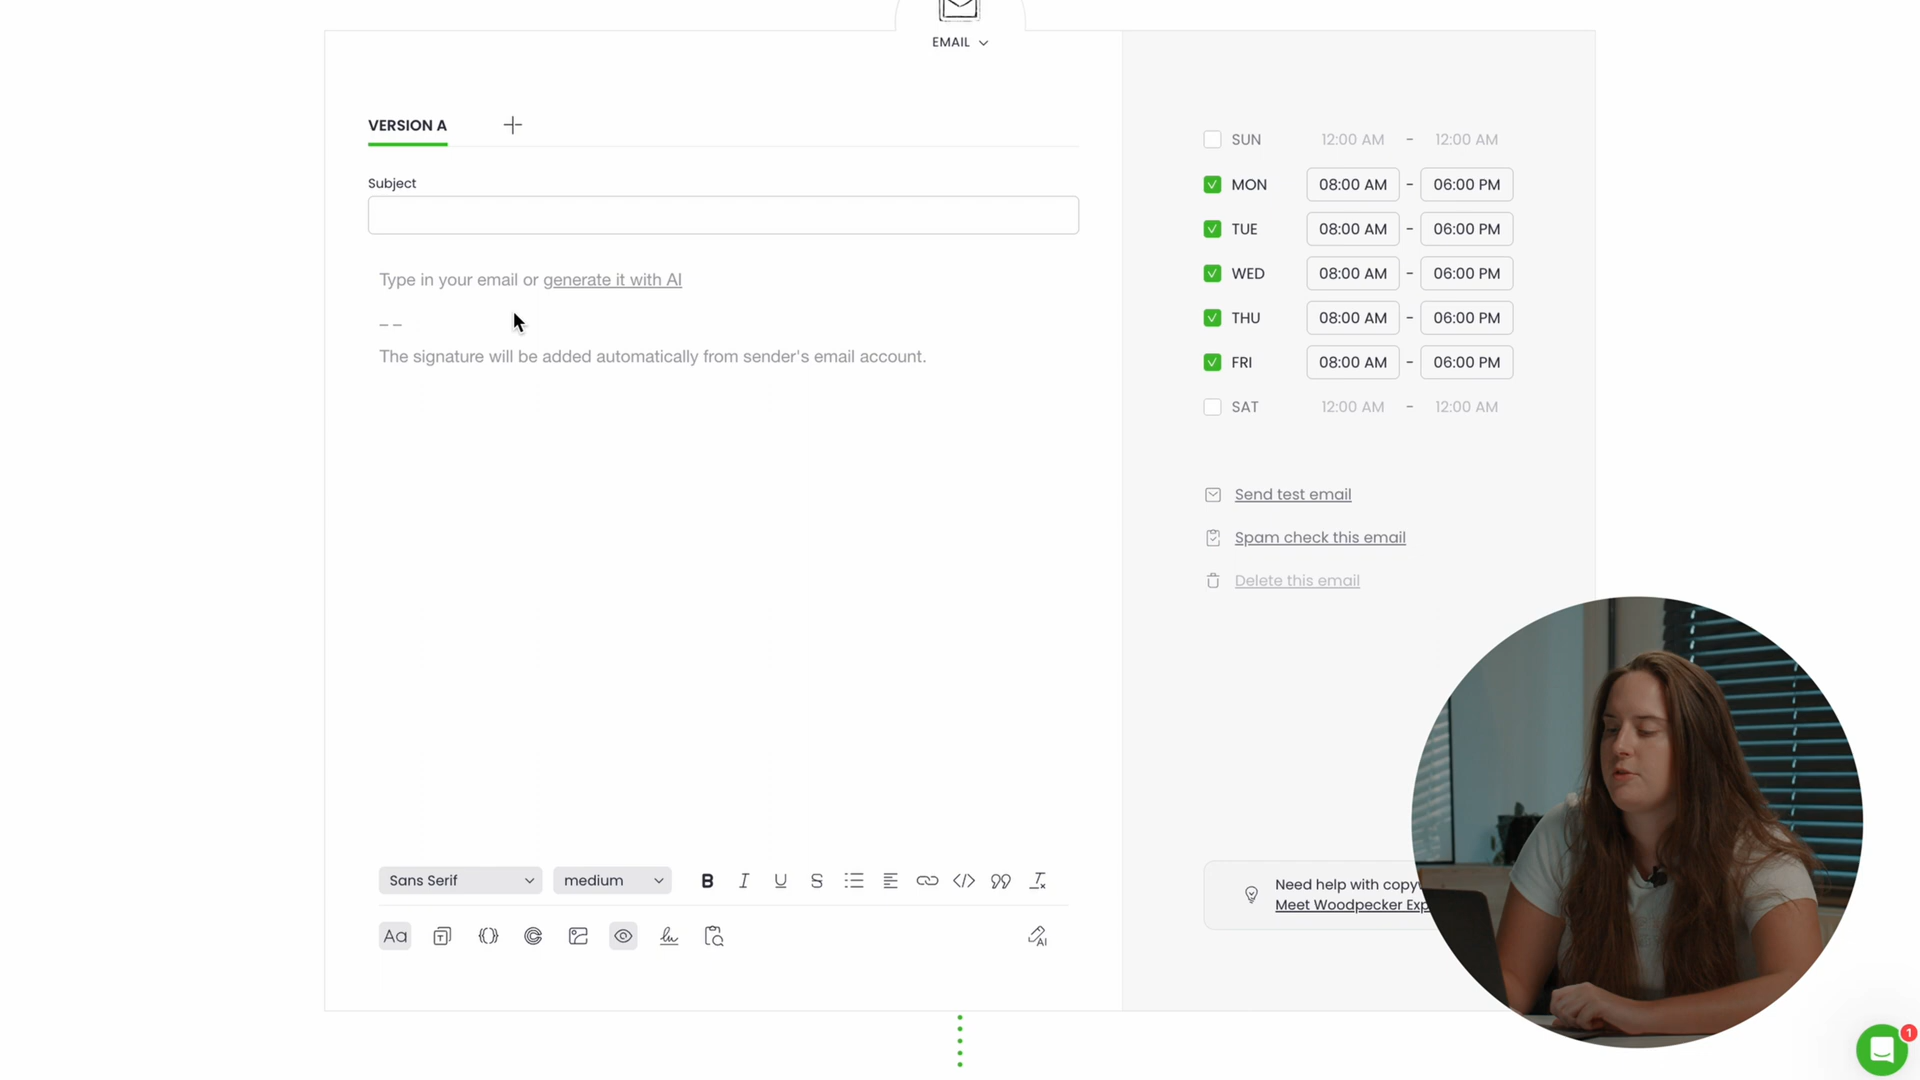 EMAIL
VERSION A
Subject
Type in your email or generate it with AI
– –
The signature will be added automatically from sender's email account.
SUN 12:00 AM - 12:00 AM
MON 08:00 AM - 06:00 PM
TUE 08:00 AM - 06:00 PM
WED 08:00 AM - 06:00 PM
THU 08:00 AM - 06:00 PM
FRI 08:00 AM - 06:00 PM
SAT 12:00 AM - 12:00 AM
Send test email
Spam check this email
Delete this email
Need help with copy
Meet Woodpecker Exp
Sans Serif medium B I U S
Aa T AI
1